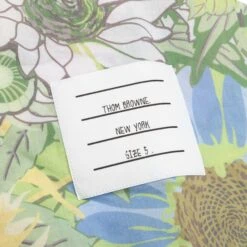 THOM BROWNE.
NEW YORK
SIZE 5.